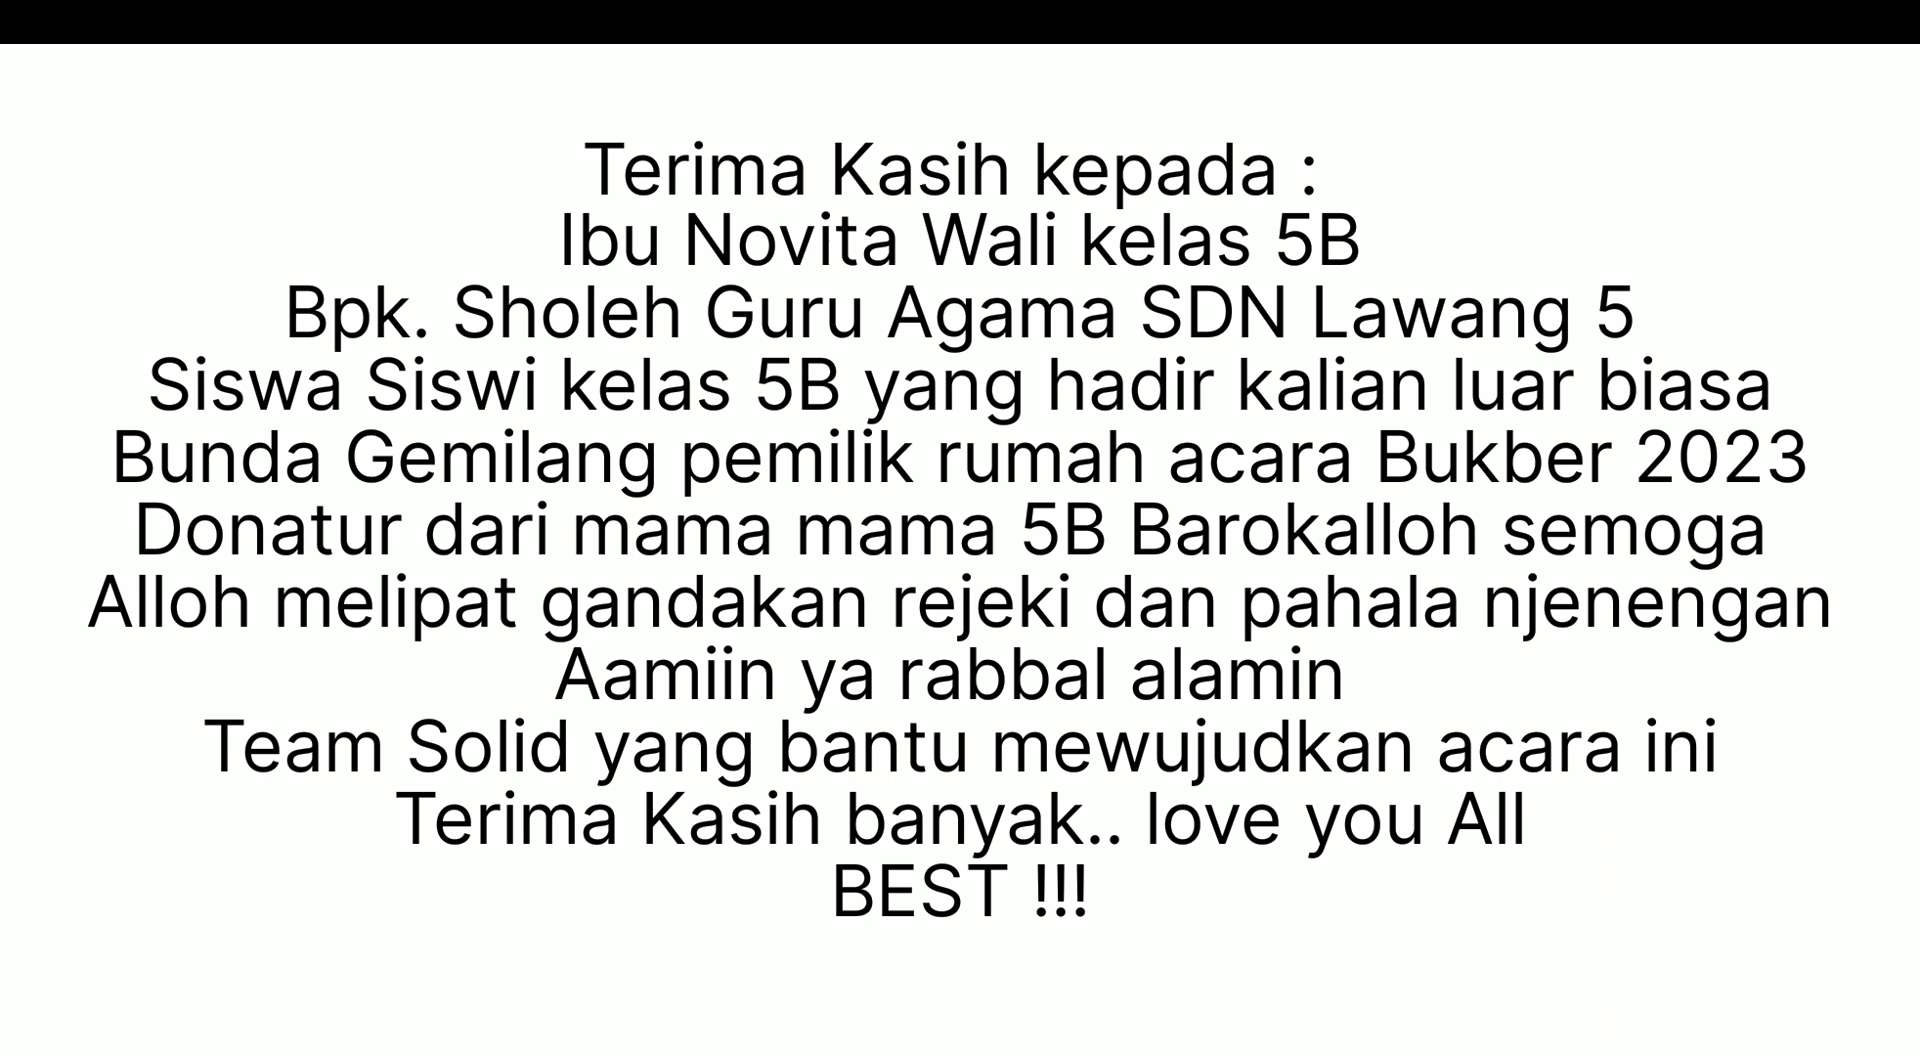 Terima Kasih kepada :
Ibu Novita Wali kelas 5B
Bpk. Sholeh Guru Agama SDN Lawang 5
Siswa Siswi kelas 5B yang hadir kalian luar biasa
Bunda Gemilang pemilik rumah acara Bukber 2023
Donatur dari mama mama 5B Barokalloh semoga
Alloh melipat gandakan rejeki dan pahala njenengan
Aamiin ya rabbal alamin
Team Solid yang bantu mewujudkan acara ini
Terima Kasih banyak.. love you All
BEST !!!